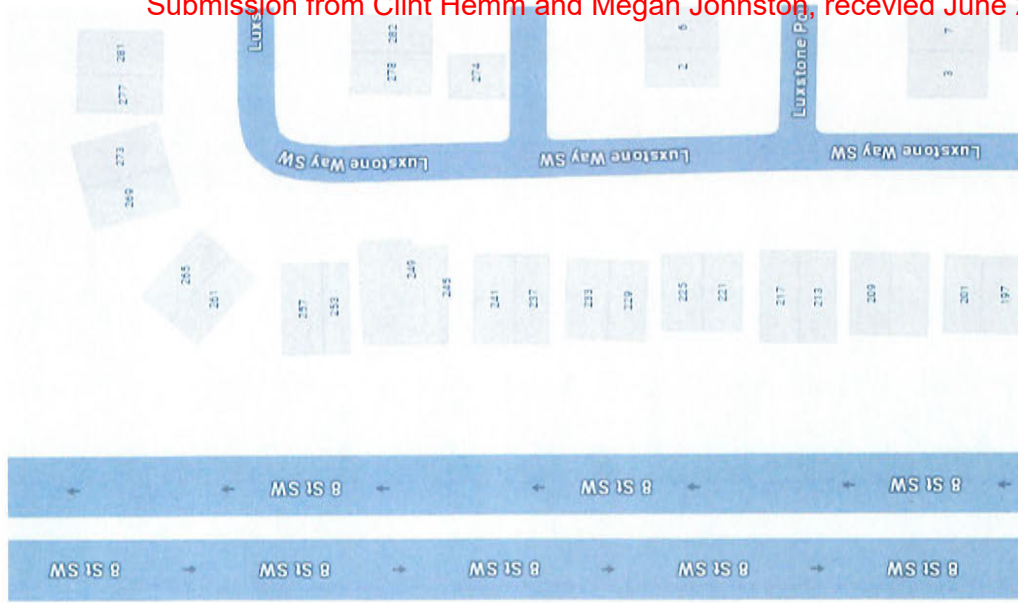 Submission from Clint Hemm and Megan Johnston, recevied June
281
277
273
269
265
261
282
278
274
6
2
7
3
Luxstone Way SW
Luxstone Way SW
Luxstone Way SW
257
253
249
245
241
237
233
229
225
221
217
213
209
201
197
8 St SW
8 St SW
8 St SW
8 St SW
8 St SW
8 St SW
8 St SW
8 St SW